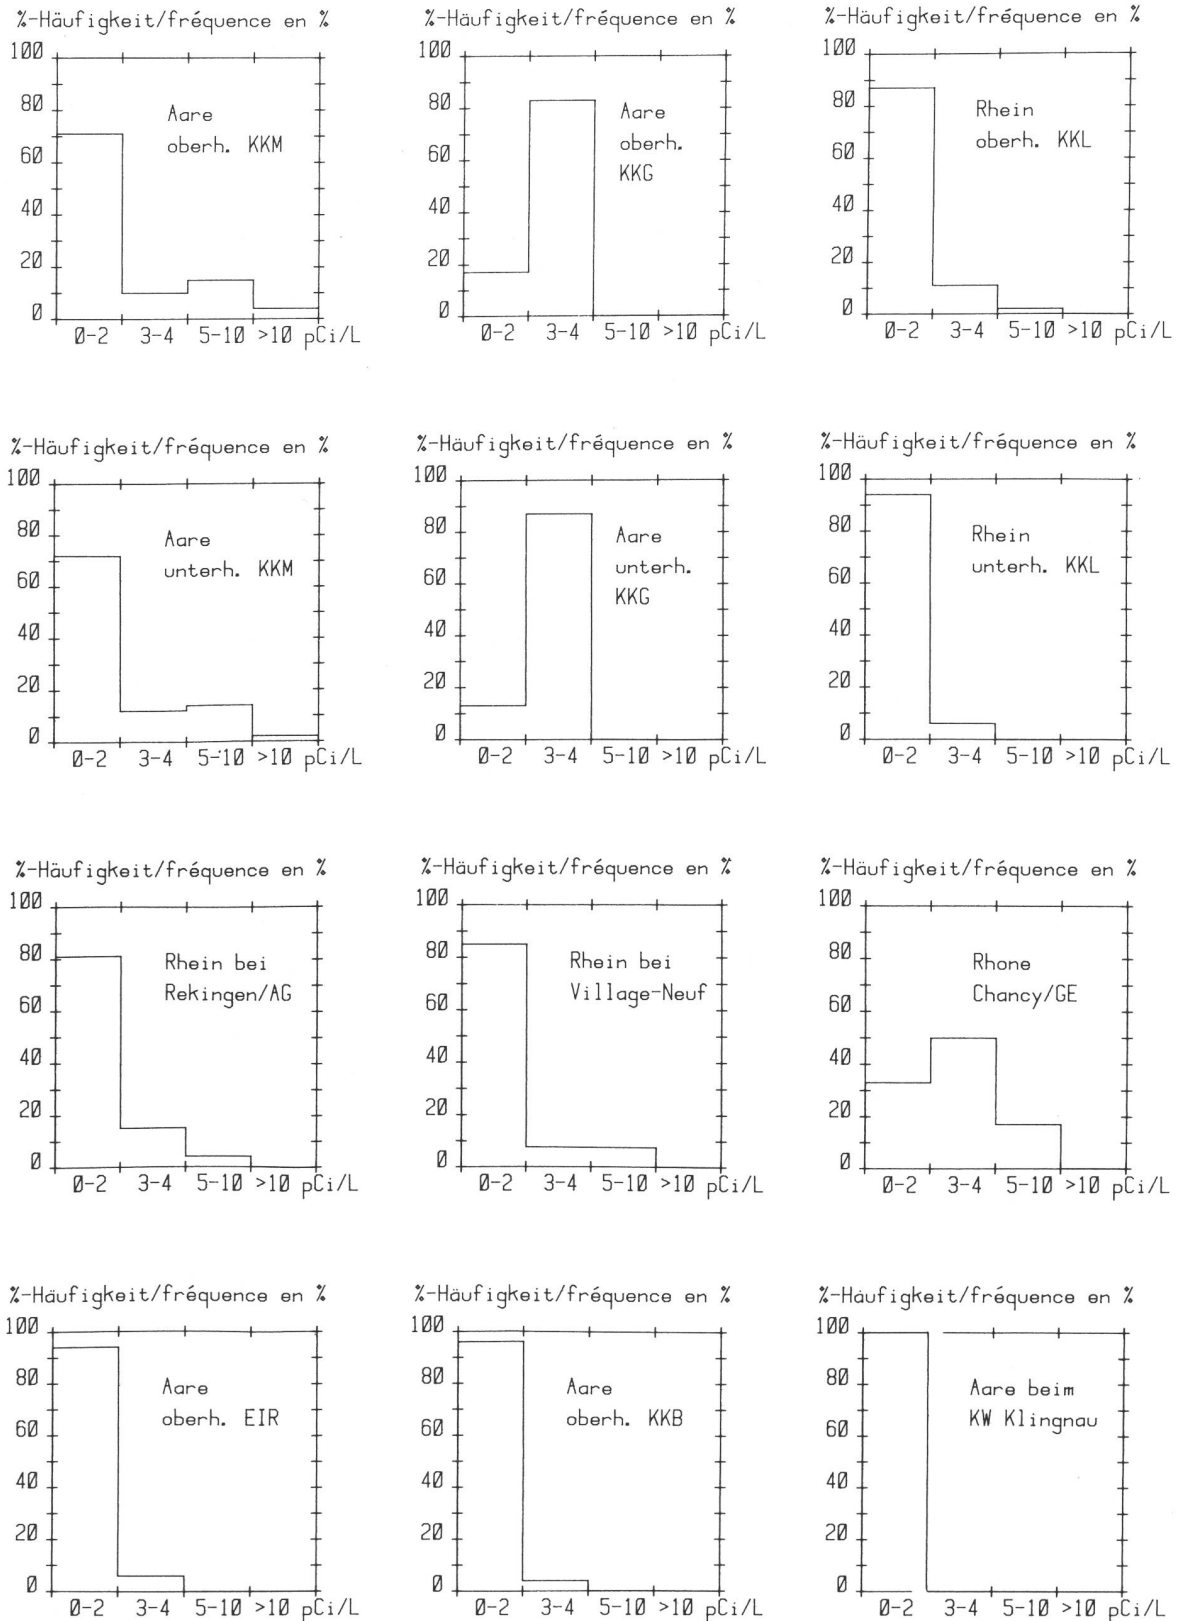 %-Häufigkeit/fréquence en %
100
80
60
40
20
0
Aare
oberh. KKM
0-2 3-4 5-10 >10 pCi/L
%-Häufigkeit/fréquence en %
100
80
60
40
20
0
Aare
oberh.
KKG
0-2 3-4 5-10 >10 pCi/L
%-Häufigkeit/fréquence en %
100
80
60
40
20
0
Rhein
oberh. KKL
0-2 3-4 5-10 >10 pCi/L
%-Häufigkeit/fréquence en %
100
80
60
40
20
0
Aare
unterh. KKM
0-2 3-4 5-10 >10 pCi/L
%-Häufigkeit/fréquence en %
100
80
60
40
20
0
Aare
unterh.
KKG
0-2 3-4 5-10 >10 pCi/L
%-Häufigkeit/fréquence en %
100
80
60
40
20
0
Rhein
unterh. KKL
0-2 3-4 5-10 >10 pCi/L
%-Häufigkeit/fréquence en %
100
80
60
40
20
0
Rhein bei
Rekingen/AG
0-2 3-4 5-10 >10 pCi/L
%-Häufigkeit/fréquence en %
100
80
60
40
20
0
Rhein bei
Village-Neuf
0-2 3-4 5-10 >10 pCi/L
%-Häufigkeit/fréquence en %
100
80
60
40
20
0
Rhone
Chancy/GE
0-2 3-4 5-10 >10 pCi/L
%-Häufigkeit/fréquence en %
100
80
60
40
20
0
Aare
oberh. EIR
0-2 3-4 5-10 >10 pCi/L
%-Häufigkeit/fréquence en %
100
80
60
40
20
0
Aare
oberh. KKB
0-2 3-4 5-10 >10 pCi/L
%-Häufigkeit/fréquence en %
100
80
60
40
20
0
Aare beim
KW Klingnau
0-2 3-4 5-10 >10 pCi/L